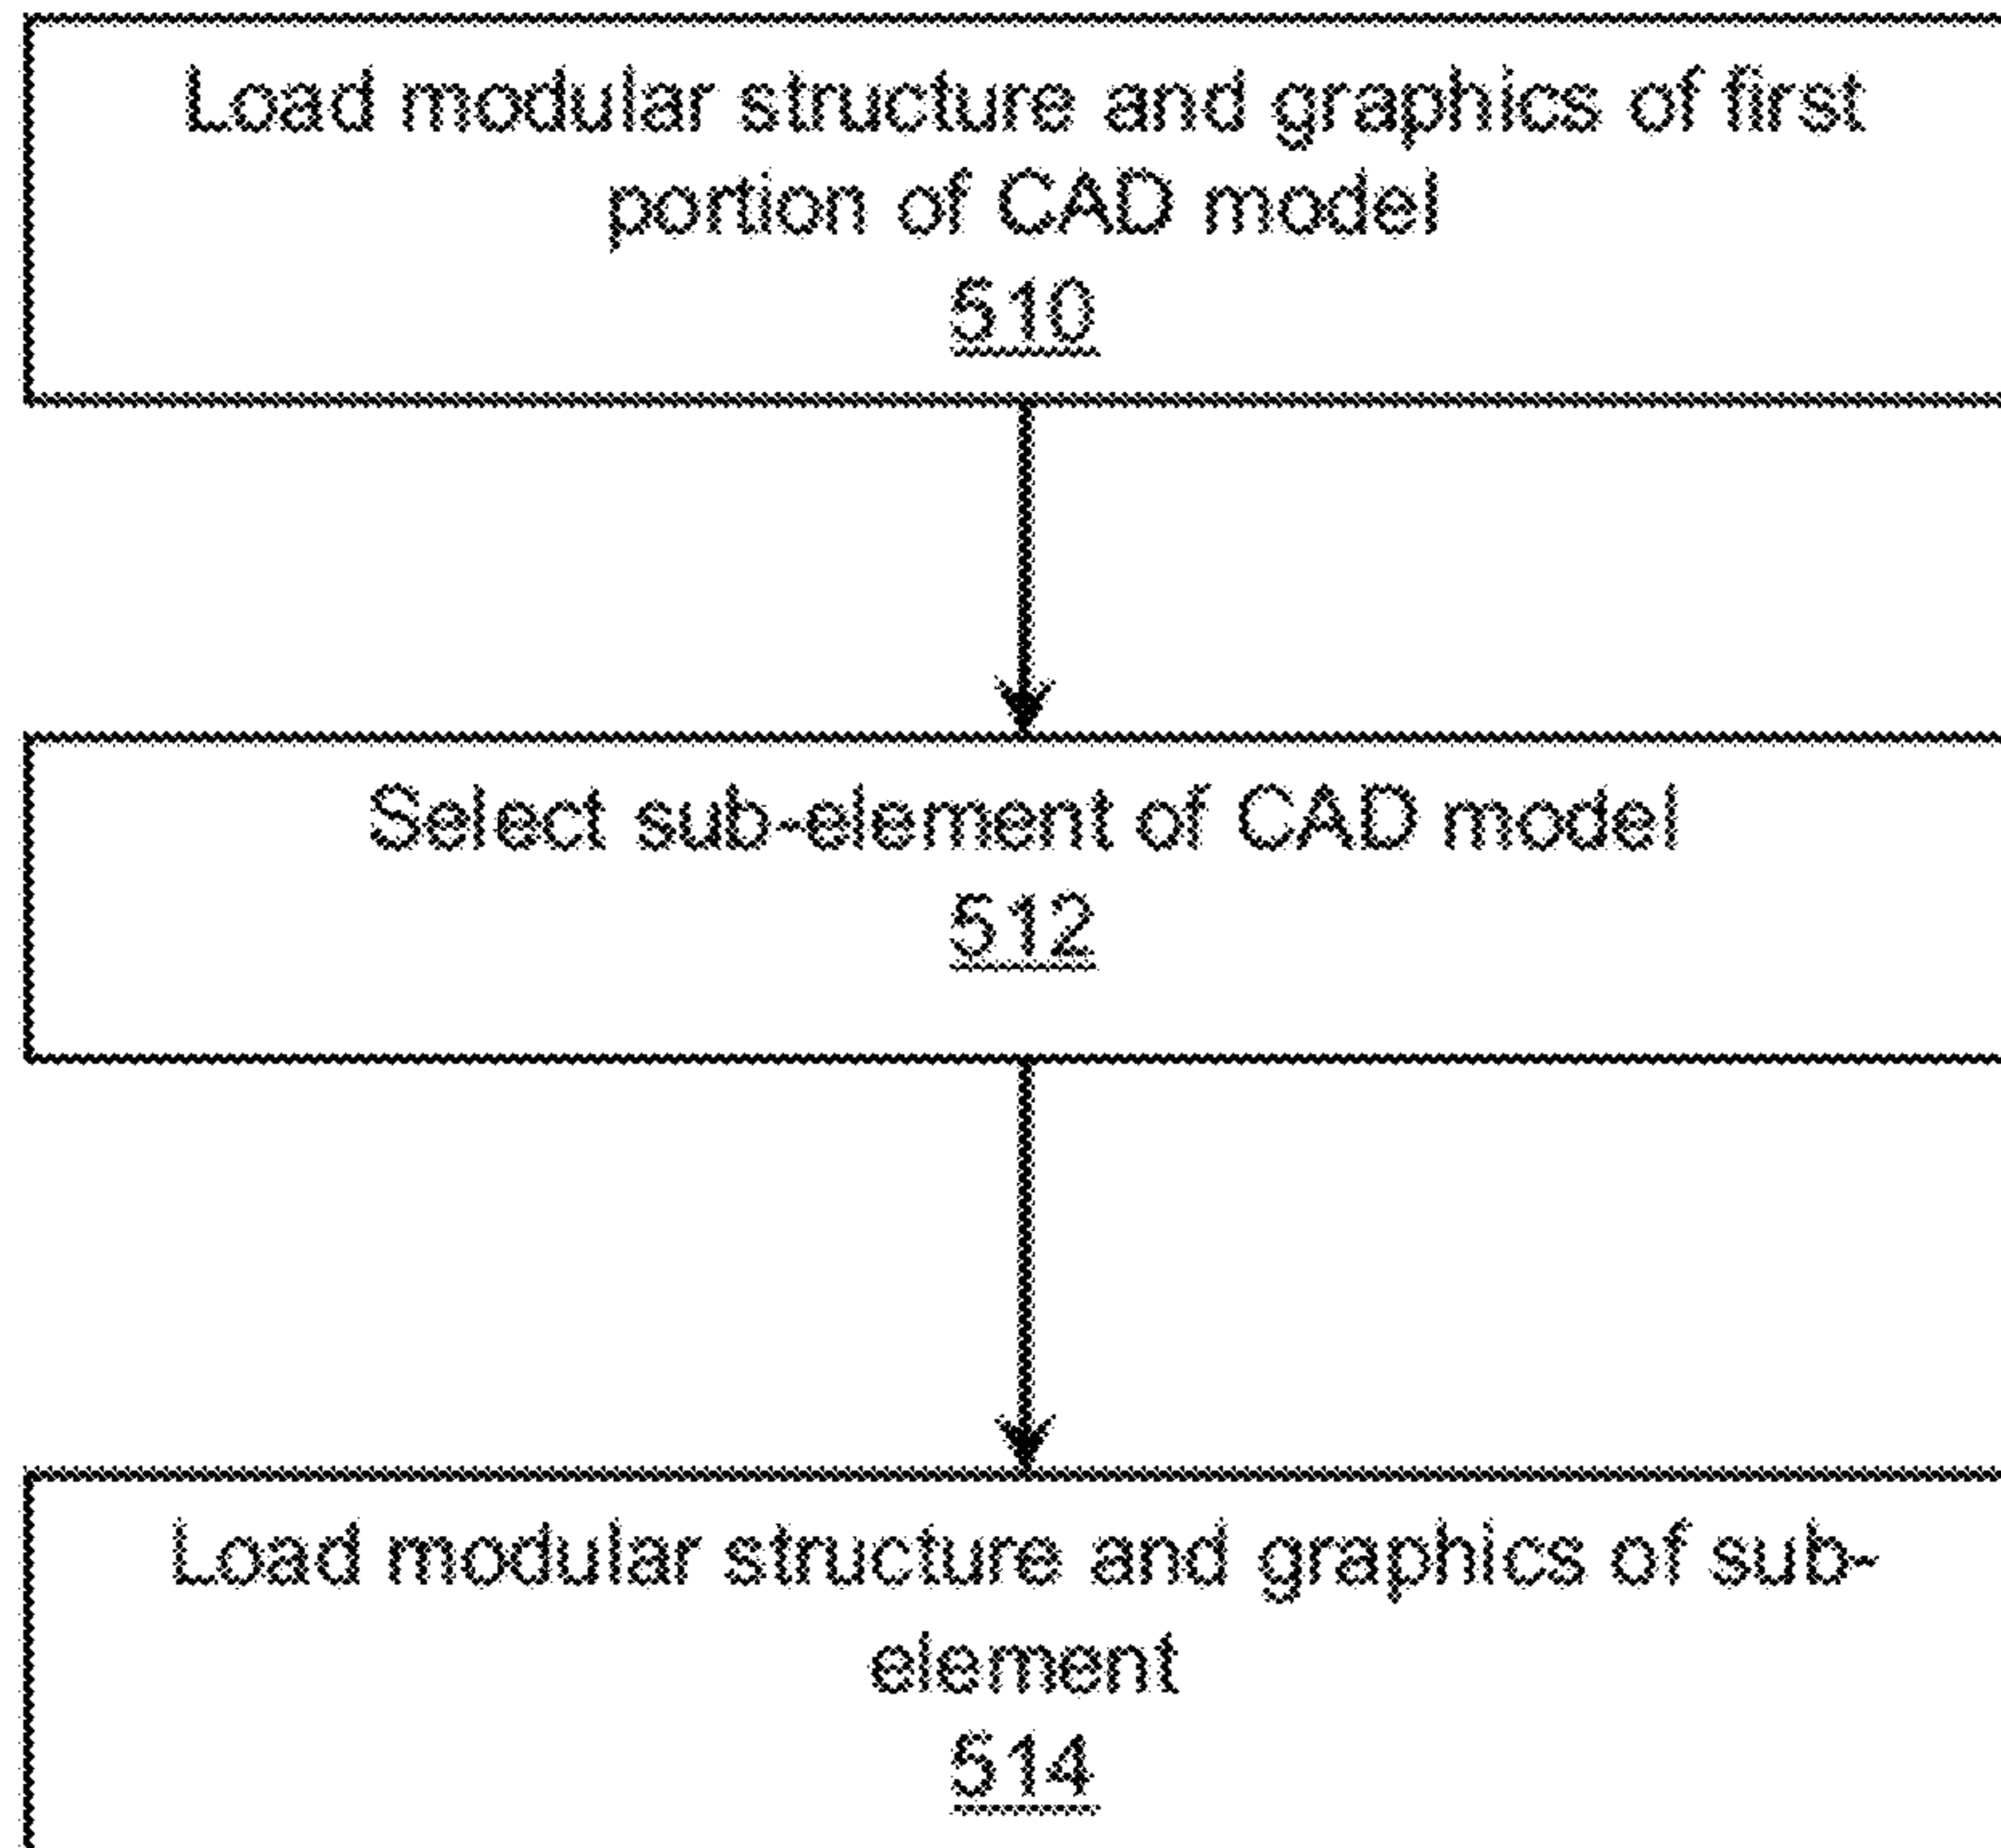 Load modular structure and graphics of first
portion of CAD model
510
Select sub-element of CAD model
512
Load modular structure and graphics of sub-
element
514